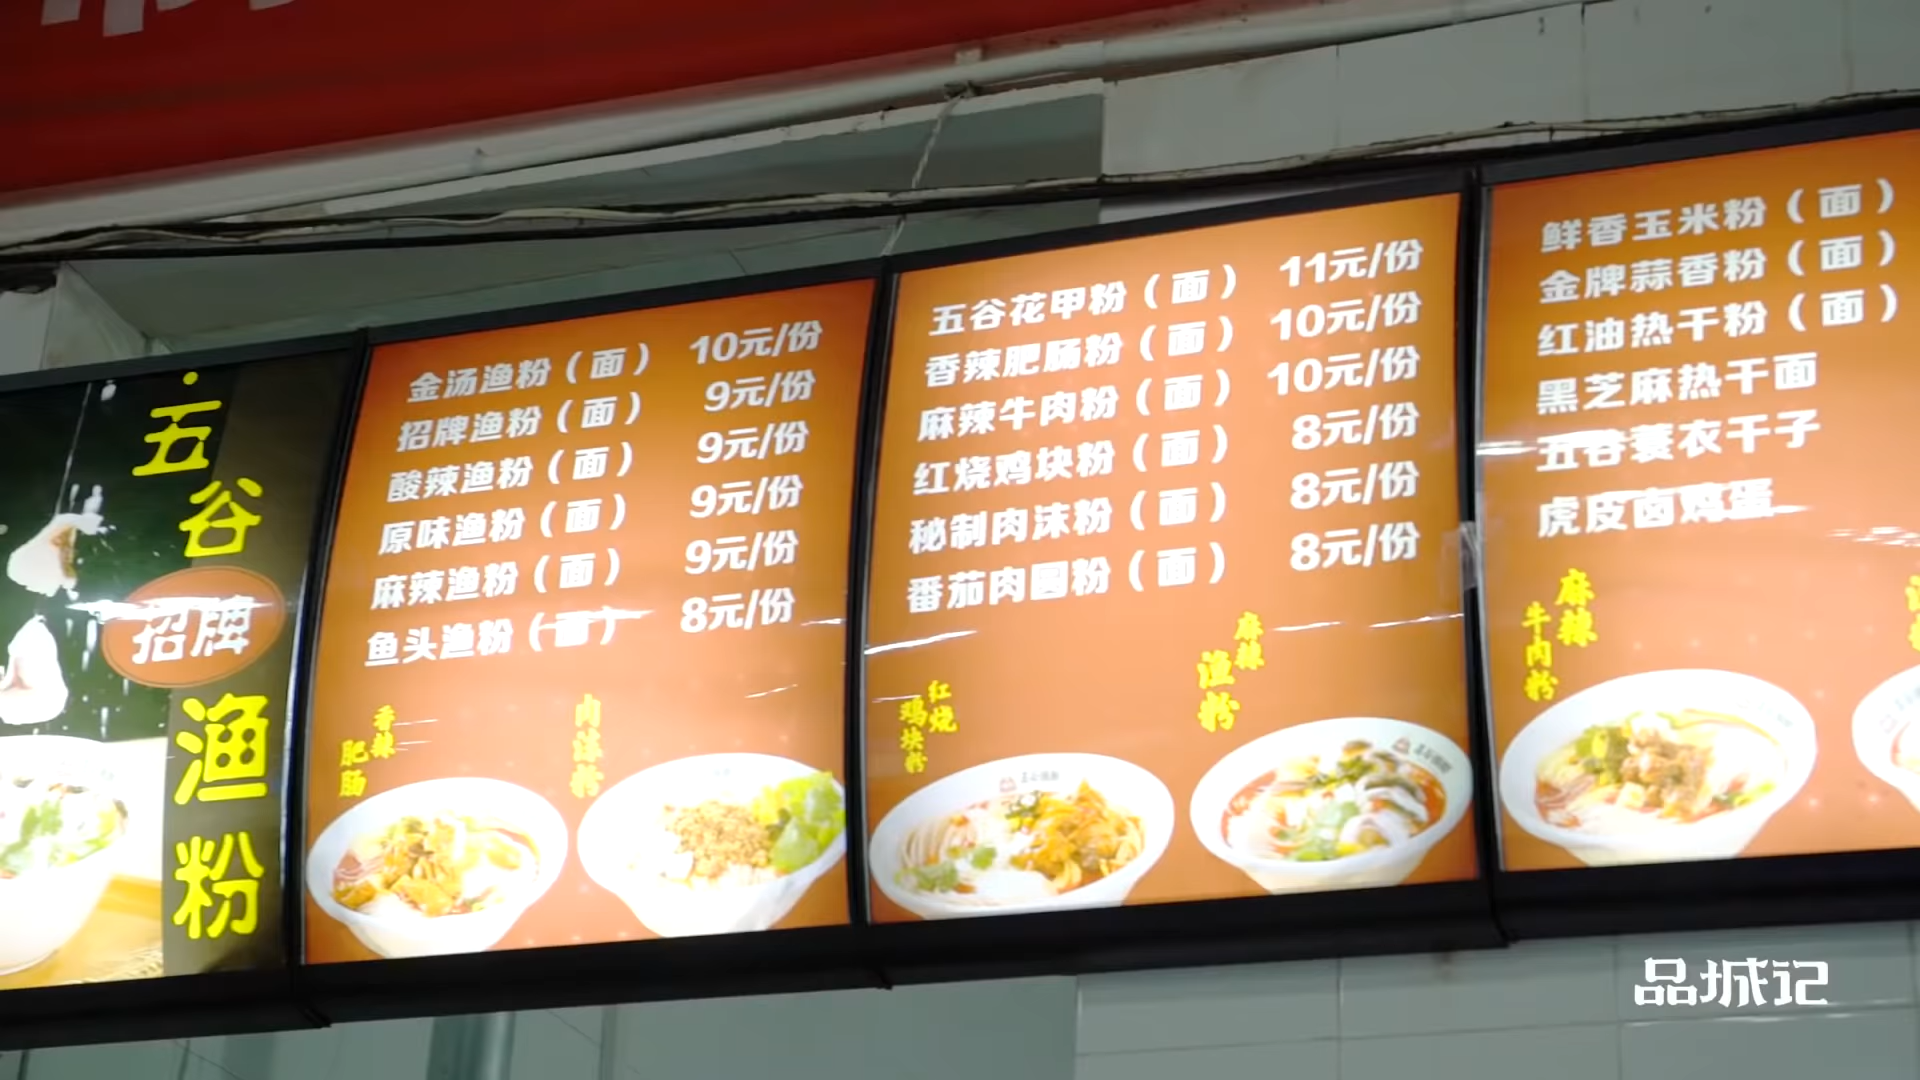 五谷
招牌
渔粉
金汤渔粉（面） 10元/份
招牌渔粉（面） 9元/份
酸辣渔粉（面） 9元/份
原味渔粉（面） 9元/份
麻辣渔粉（面） 9元/份
鱼头渔粉（面） 8元/份
香辣
肥肠
肉沫粉
五谷花甲粉（面） 11元/份
香辣肥肠粉（面） 10元/份
麻辣牛肉粉（面） 10元/份
红烧鸡块粉（面） 8元/份
秘制肉沫粉（面） 8元/份
番茄肉圆粉（面） 8元/份
红烧
鸡块粉
麻辣
渔粉
鲜香玉米粉（面）
金牌蒜香粉（面）
红油热干粉（面）
黑芝麻热干面
五谷蓑衣干子
虎皮卤鸡蛋
麻辣
牛肉粉
品城记